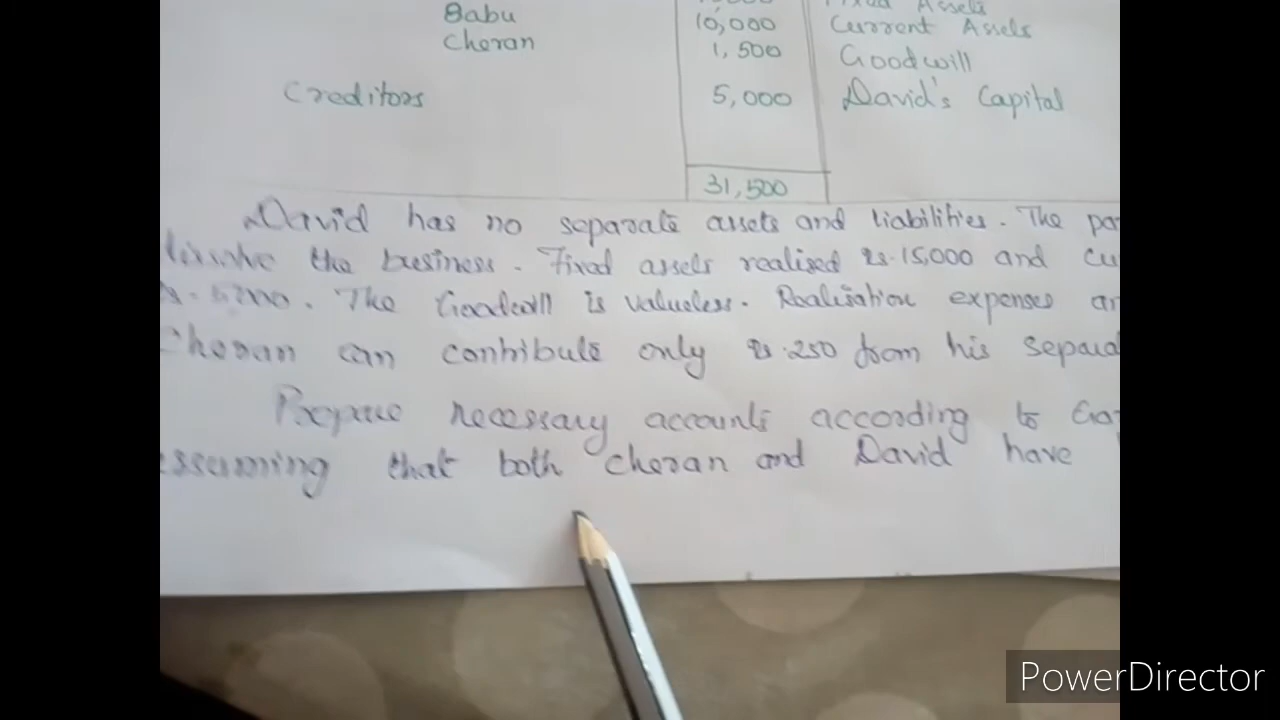 Babu 10,000 Current Assets
Cheran 1,500 Goodwill
Creditors 5,000 David's Capital
31,500
David has no separate assets and liabilities. The
the business. Fixed assets realised Rs. 15,000 and
The Goodwill is valueless. Realisation expenses
Cheran can contribute only Rs. 250 from his
Prepare necessary accounts according to
that both Cheran and David have
PowerDirector